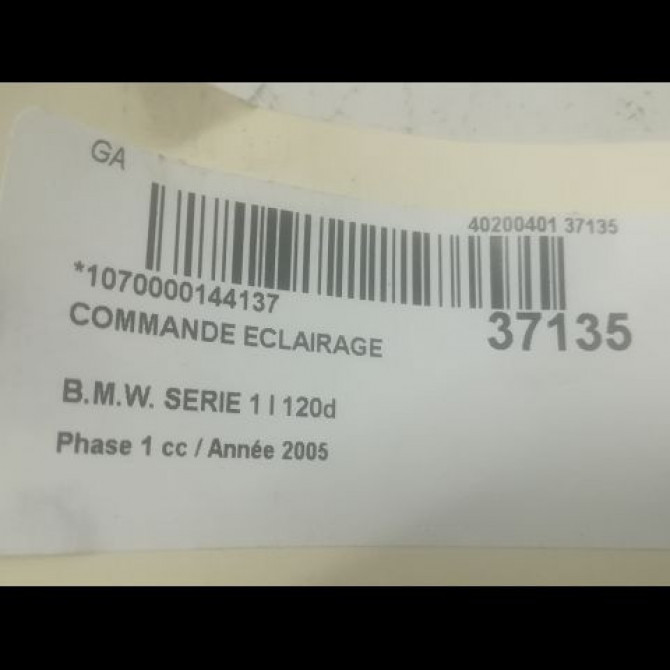 GA
40200401 37135
*1070000144137
37135
COMMANDE ECLAIRAGE
B.M.W. SERIE 1 I 120d
Phase 1 cc / Année 2005